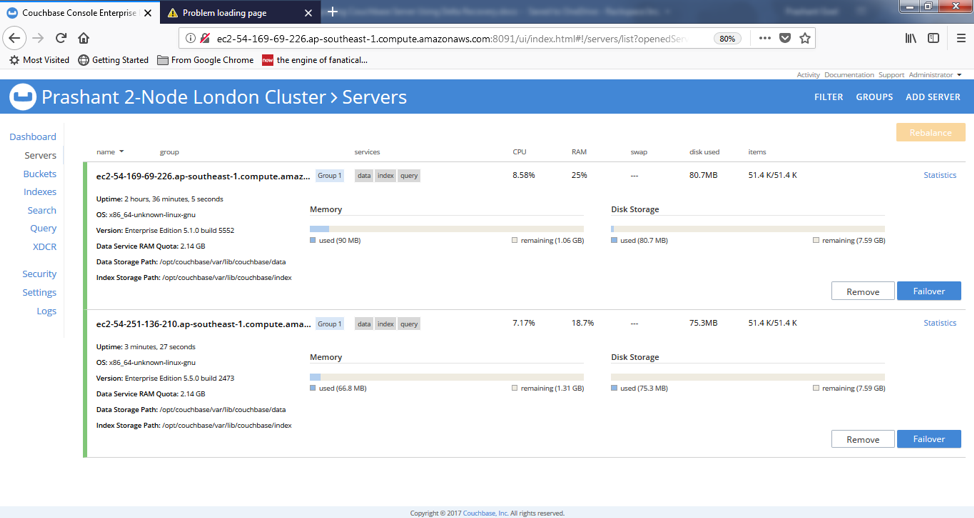 Couchbase Console Enterprise
Problem loading page
ec2-54-169-69-226.ap-southeast-1.compute.amazonaws.com:8091/ui/index.html#!/servers/list?openedSer
80%
Most Visited Getting Started From Google Chrome now the engine of fanatical...
Activity Documentation Support Administrator
Prashant 2-Node London Cluster > Servers
FILTER GROUPS ADD SERVER
Dashboard
Servers
Buckets
Indexes
Search
Query
XDCR
Security
Settings
Logs
Rebalance
name group services CPU RAM swap disk used items
ec2-54-169-69-226.ap-southeast-1.compute.amaz... Group 1 data index query 8.58% 25% --- 80.7MB 51.4 K/51.4 K Statistics
Uptime: 2 hours, 36 minutes, 5 seconds
OS: x86_64-unknown-linux-gnu
Version: Enterprise Edition 5.1.0 build 5552
Data Service RAM Quota: 2.14 GB
Data Storage Path: /opt/couchbase/var/lib/couchbase/data
Index Storage Path: /opt/couchbase/var/lib/couchbase/index
Memory
used (90 MB) remaining (1.06 GB)
Disk Storage
used (80.7 MB) remaining (7.59 GB)
Remove Failover
ec2-54-251-136-210.ap-southeast-1.compute.ama... Group 1 data index query 7.17% 18.7% --- 75.3MB 51.4 K/51.4 K Statistics
Uptime: 3 minutes, 27 seconds
OS: x86_64-unknown-linux-gnu
Version: Enterprise Edition 5.5.0 build 2473
Data Service RAM Quota: 2.14 GB
Data Storage Path: /opt/couchbase/var/lib/couchbase/data
Index Storage Path: /opt/couchbase/var/lib/couchbase/index
Memory
used (66.8 MB) remaining (1.31 GB)
Disk Storage
used (75.3 MB) remaining (7.59 GB)
Remove Failover
Copyright © 2017 Couchbase, Inc. All rights reserved.